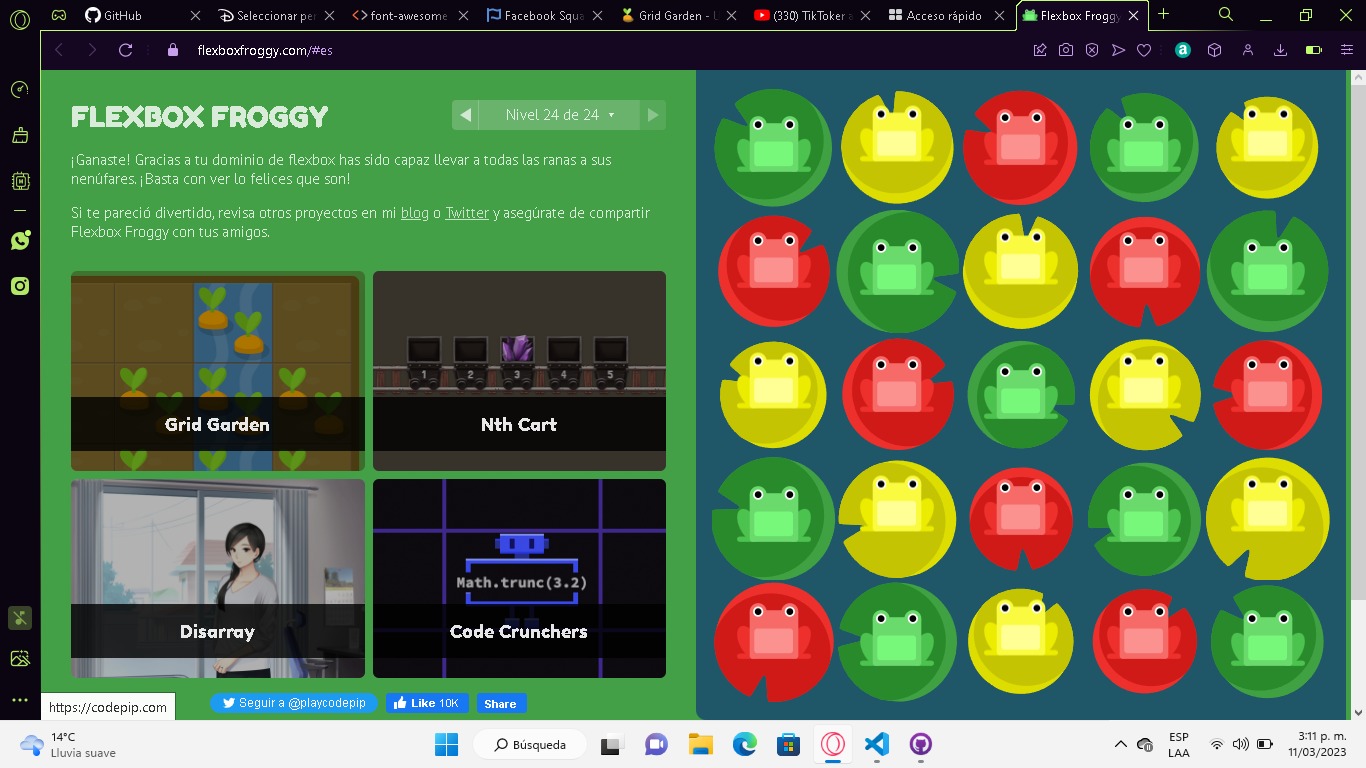 GitHub
Seleccionar per
font-awesome
Facebook Squa
Grid Garden - U
(330) TikToker a
Acceso rápido
Flexbox Froggy
flexboxfroggy.com/#es
FLEXBOX FROGGY
Nivel 24 de 24
¡Ganaste! Gracias a tu dominio de flexbox has sido capaz llevar a todas las ranas a sus
nenúfares. ¡Basta con ver lo felices que son!
Si te pareció divertido, revisa otros proyectos en mi blog o Twitter y asegúrate de compartir
Flexbox Froggy con tus amigos.
1 2 3 4 5
Grid Garden
Nth Cart
Math.trunc(3.2)
Disarray
Code Crunchers
https://codepip.com
Seguir a @playcodepip
Like 10K
Share
14°C
Lluvia suave
Búsqueda
ESP
LAA
3:11 p. m.
11/03/2023